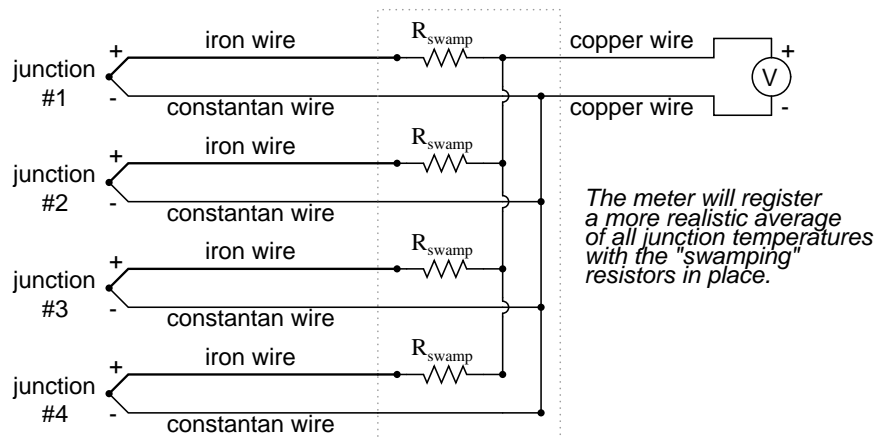 iron wire
R swamp
copper wire
+
+
junction
#1
V
-
constantan wire
copper wire
-
+
iron wire
R swamp
junction
#2
-
constantan wire
The meter will register
a more realistic average
of all junction temperatures
with the "swamping"
resistors in place.
+
iron wire
R swamp
junction
#3
-
constantan wire
+
iron wire
R swamp
junction
#4
-
constantan wire